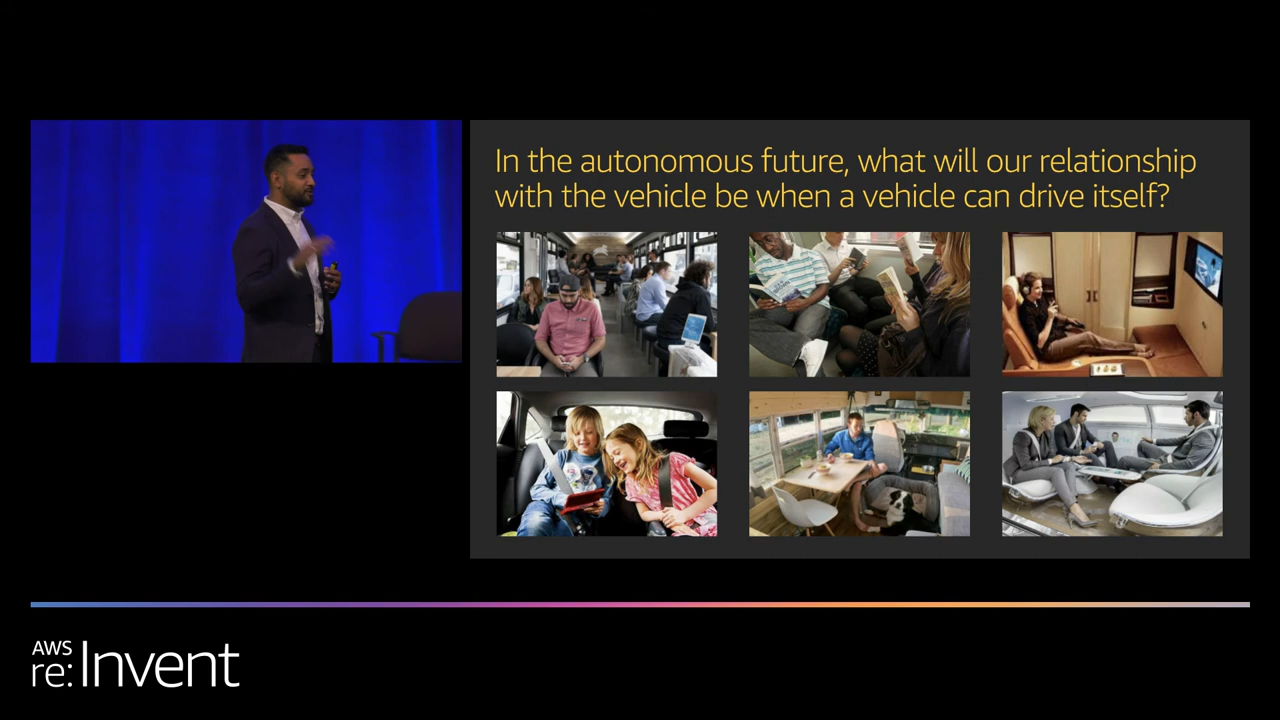 In the autonomous future, what will our relationship
with the vehicle be when a vehicle can drive itself?
AWS
re:Invent